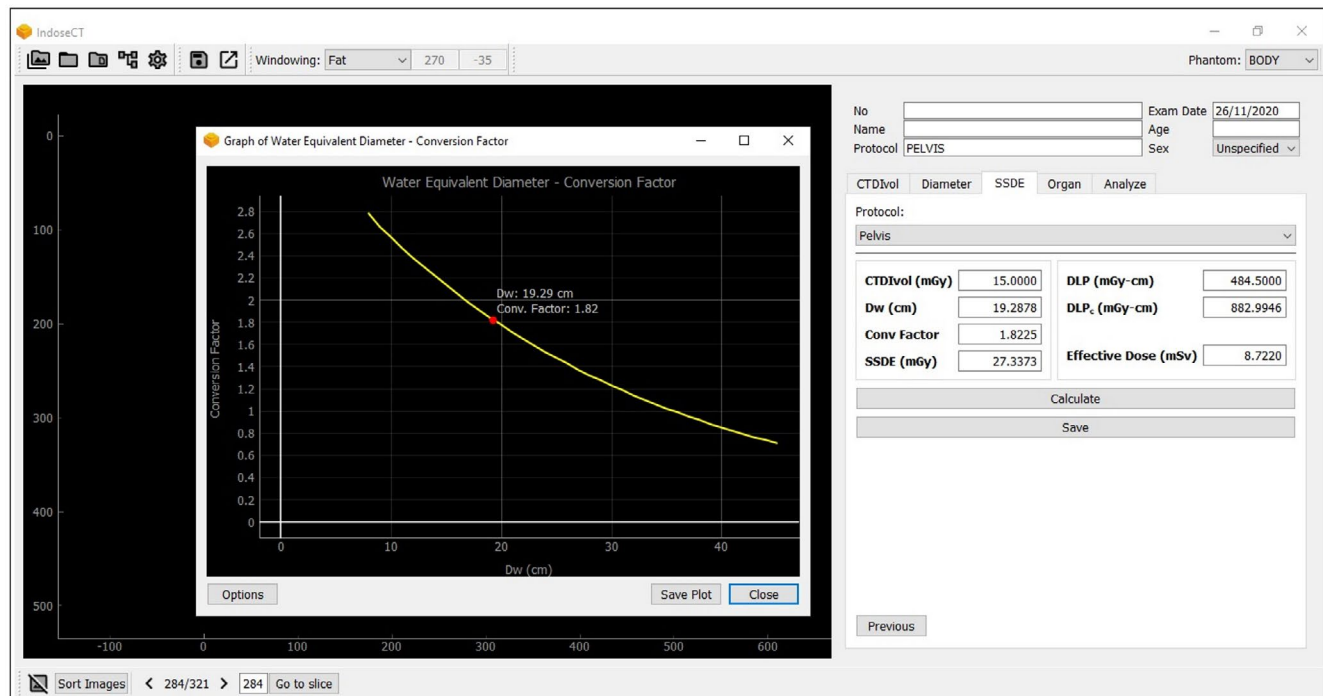 IndoseCT
Windowing: Fat 270 -35 Phantom: BODY
No Exam Date 26/11/2020
Name Age
Protocol PELVIS Sex Unspecified
CTDIvol Diameter SSDE Organ Analyze
Protocol:
Pelvis
CTDIvol (mGy) 15.0000 DLP (mGy-cm) 484.5000
Dw (cm) 19.2878 DLPc (mGy-cm) 882.9946
Conv Factor 1.8225
SSDE (mGy) 27.3373 Effective Dose (mSv) 8.7220
Calculate
Save
Previous
Graph of Water Equivalent Diameter - Conversion Factor
Water Equivalent Diameter - Conversion Factor
Conversion Factor
2.8
2.6
2.4
2.2
2
1.8
1.6
1.4
1.2
1
0.8
0.6
0.4
0.2
0
Dw: 19.29 cm
Conv. Factor: 1.82
0 10 20 30 40
Dw (cm)
Options Save Plot Close
0
100
200
300
400
500
-100 0 100 200 300 400 500 600
Sort Images 284/321 284 Go to slice